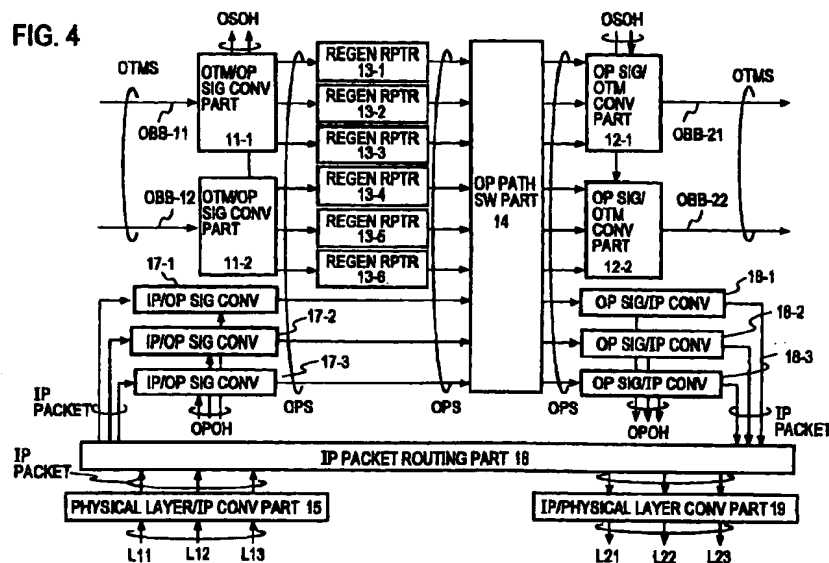 FIG. 4
OSOH
OSOH
OTMS
OTM/OP
SIG CONV
PART
11-1
OBB-11
REGEN RPTR
13-1
REGEN RPTR
13-2
REGEN RPTR
13-3
REGEN RPTR
13-4
REGEN RPTR
13-5
REGEN RPTR
13-6
OP PATH
SW PART
14
OP SIG/
OTM
CONV
PART
12-1
OTMS
OBB-21
OBB-12
OTM/OP
SIG CONV
PART
11-2
OP SIG/
OTM
CONV
PART
12-2
OBB-22
17-1
IP/OP SIG CONV
17-2
IP/OP SIG CONV
17-3
IP/OP SIG CONV
18-1
OP SIG/IP CONV
18-2
OP SIG/IP CONV
18-3
OP SIG/IP CONV
IP
PACKET
OPOH
OPS
OPS
OPS
OPOH
IP
PACKET
IP
PACKET
IP PACKET ROUTING PART 16
PHYSICAL LAYER/IP CONV PART 15
IP/PHYSICAL LAYER CONV PART 19
L11
L12
L13
L21
L22
L23